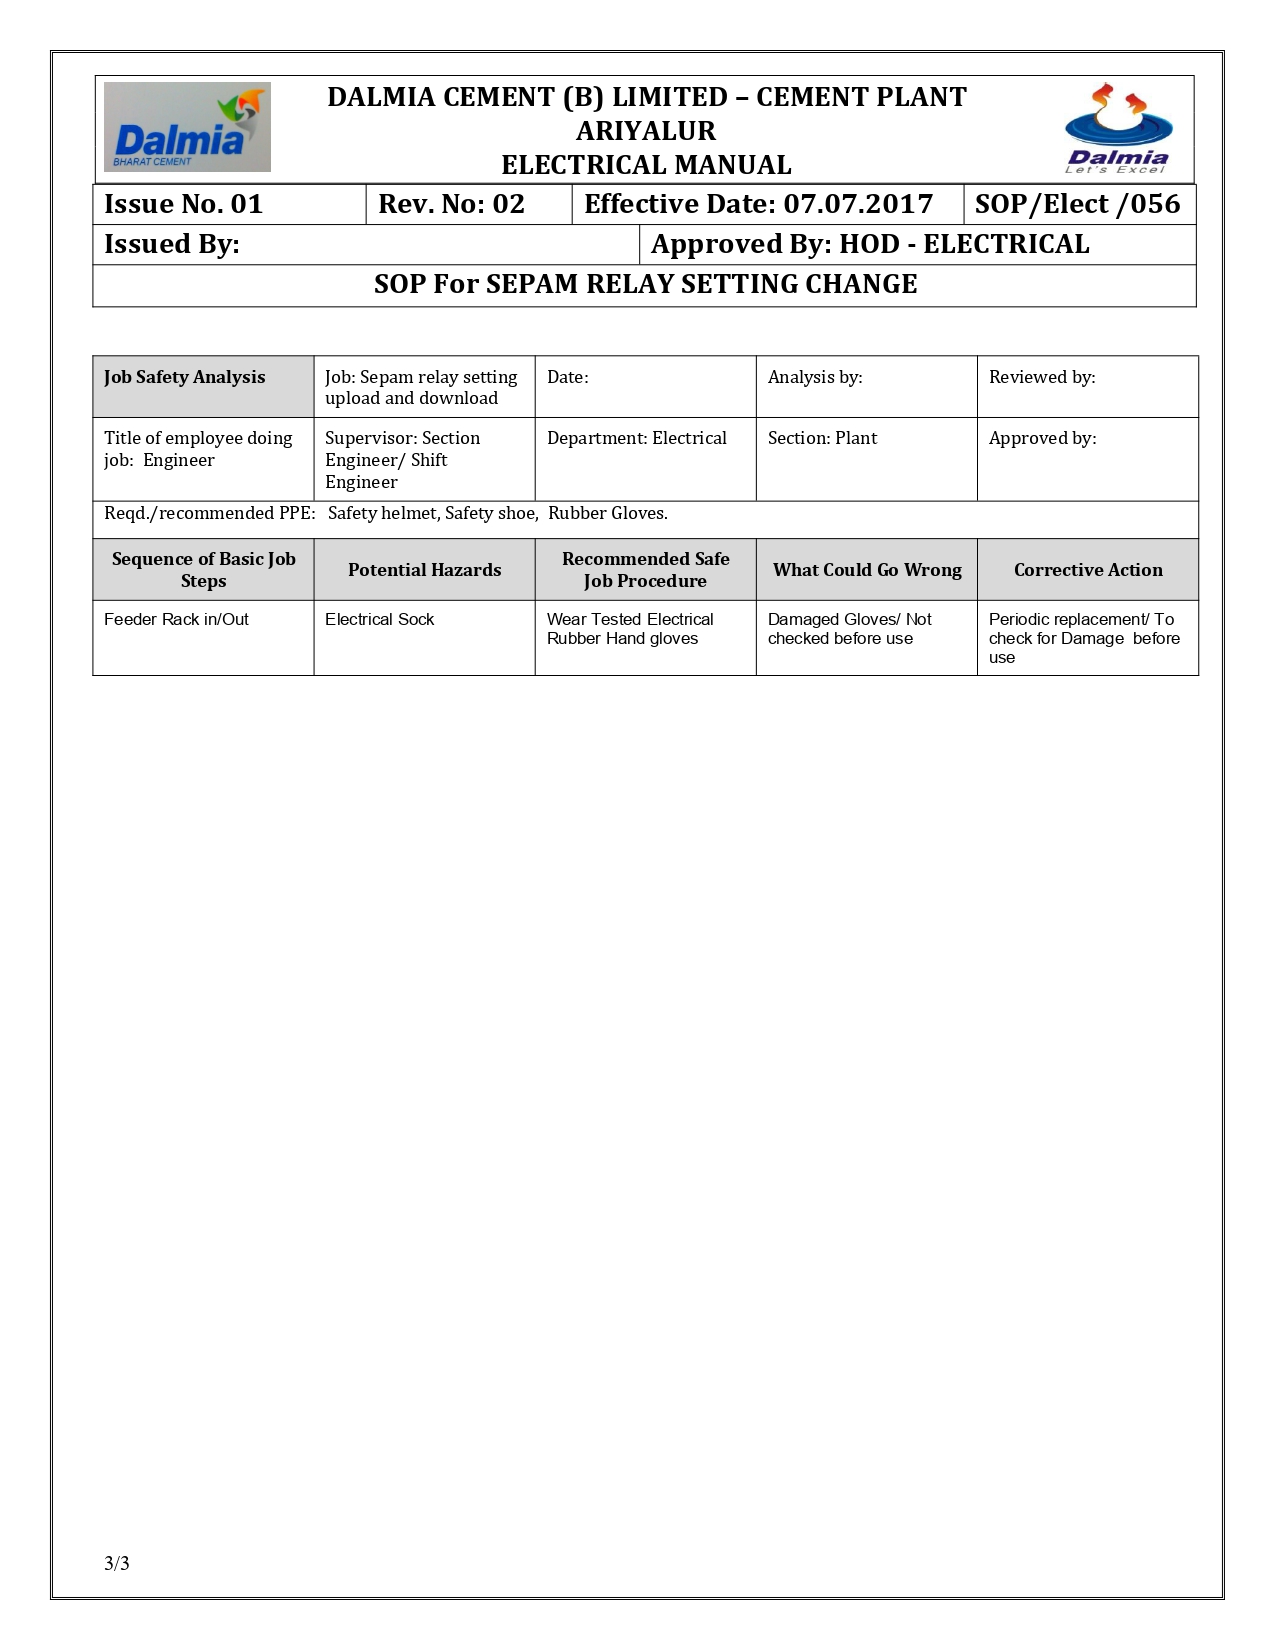 Dalmia
BHARAT CEMENT
DALMIA CEMENT (B) LIMITED – CEMENT PLANT
ARIYALUR
ELECTRICAL MANUAL
Dalmia
Let's Excel
Issue No. 01 Rev. No: 02 Effective Date: 07.07.2017 SOP/Elect /056
Issued By: Approved By: HOD - ELECTRICAL
SOP For SEPAM RELAY SETTING CHANGE
Job Safety Analysis
Job: Sepam relay setting
upload and download
Date:
Analysis by:
Reviewed by:
Title of employee doing
job: Engineer
Supervisor: Section
Engineer/ Shift
Engineer
Department: Electrical
Section: Plant
Approved by:
Reqd./recommended PPE: Safety helmet, Safety shoe, Rubber Gloves.
Sequence of Basic Job
Steps
Potential Hazards
Recommended Safe
Job Procedure
What Could Go Wrong
Corrective Action
Feeder Rack in/Out
Electrical Sock
Wear Tested Electrical
Rubber Hand gloves
Damaged Gloves/ Not
checked before use
Periodic replacement/ To
check for Damage before
use
3/3